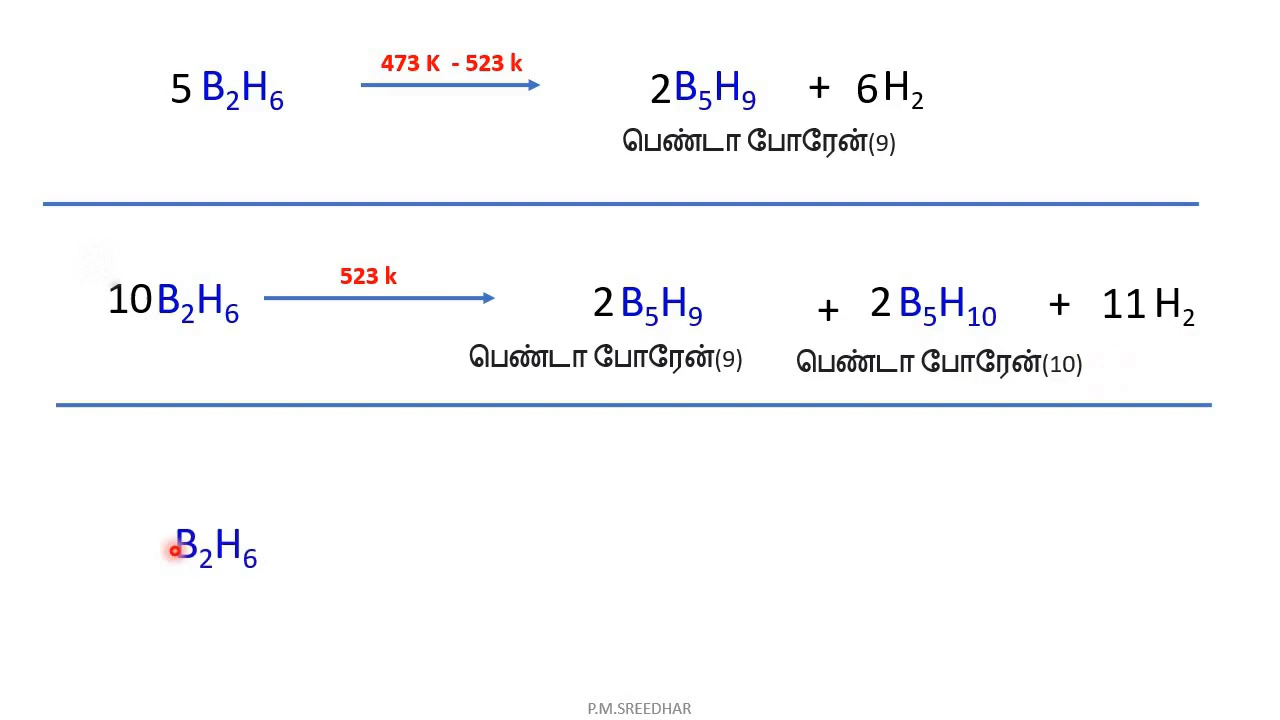 473 K - 523 k
5 B₂H₆ 2B₅H₉ + 6H₂
பெண்டா போரேன்(9)
523 k
10B₂H₆ 2 B₅H₉ + 2 B₅H₁₀ + 11 H₂
பெண்டா போரேன்(9) பெண்டா போரேன்(10)
B₂H₆
P.M.SREEDHAR